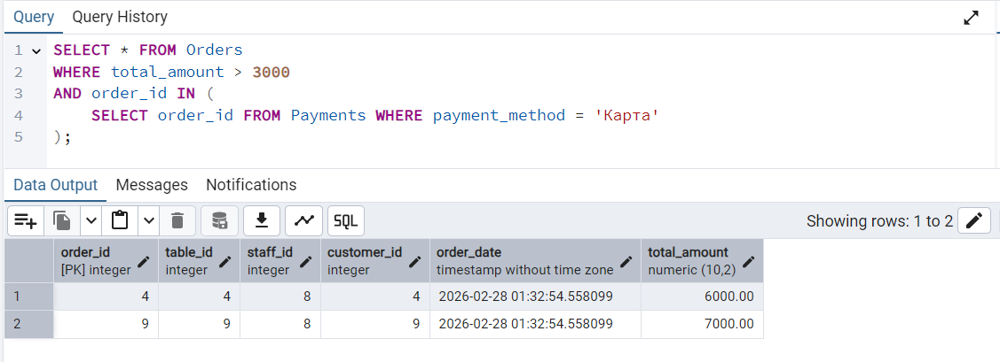 Query Query History
1 SELECT * FROM Orders
2 WHERE total_amount > 3000
3 AND order_id IN (
4 SELECT order_id FROM Payments WHERE payment_method = 'Карта'
5 );
Data Output Messages Notifications
SQL Showing rows: 1 to 2
order_id table_id staff_id customer_id order_date total_amount
[PK] integer integer integer integer timestamp without time zone numeric (10,2)
1 4 4 8 4 2026-02-28 01:32:54.558099 6000.00
2 9 9 8 9 2026-02-28 01:32:54.558099 7000.00